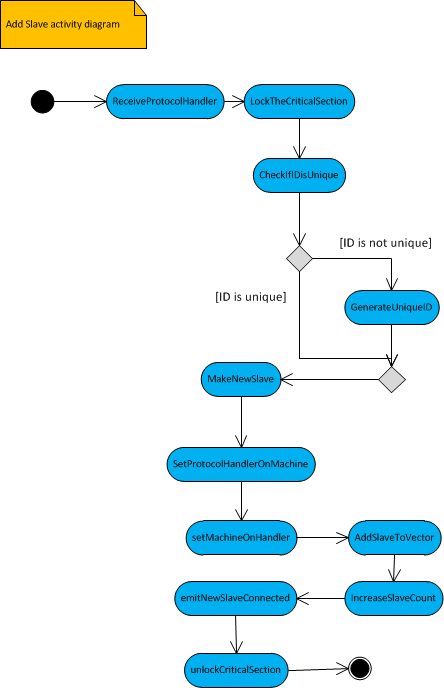 Add Slave activity diagram
ReceiveProtocolHandler
LockTheCriticalSection
CheckIfIDisUnique
[ID is not unique]
[ID is unique]
GenerateUniqueID
MakeNewSlave
SetProtocolHandlerOnMachine
setMachineOnHandler
AddSlaveToVector
emitNewSlaveConnected
IncreaseSlaveCount
unlockCriticalSection